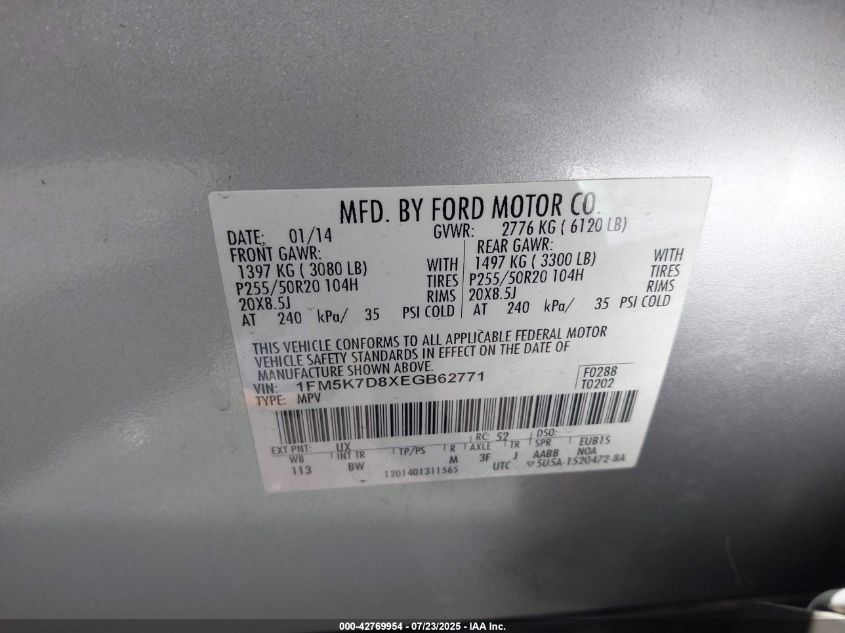 MFD. BY FORD MOTOR CO.
DATE: 01/14 GVWR: 2776 KG ( 6120 LB)
FRONT GAWR: REAR GAWR:
1397 KG ( 3080 LB) WITH 1497 KG ( 3300 LB) WITH
P255/50R20 104H TIRES P255/50R20 104H TIRES
20X8.5J RIMS 20X8.5J RIMS
AT 240 kPa/ 35 PSI COLD AT 240 kPa/ 35 PSI COLD
THIS VEHICLE CONFORMS TO ALL APPLICABLE FEDERAL MOTOR
VEHICLE SAFETY STANDARDS IN EFFECT ON THE DATE OF
MANUFACTURE SHOWN ABOVE.
VIN: 1FM5K7D8XEGB62771 F0288
TYPE: MPV T0202
EXT PNT: UX RC: 52 DSO:
WB INT TR TP/PS R AXLE TR SPR EU81S
113 BW M 3F J AABB NOA
1201401311565 UTC ▽5U5A-1520472-BA
000-42769954 / 07/23/2025 - IAA Inc.